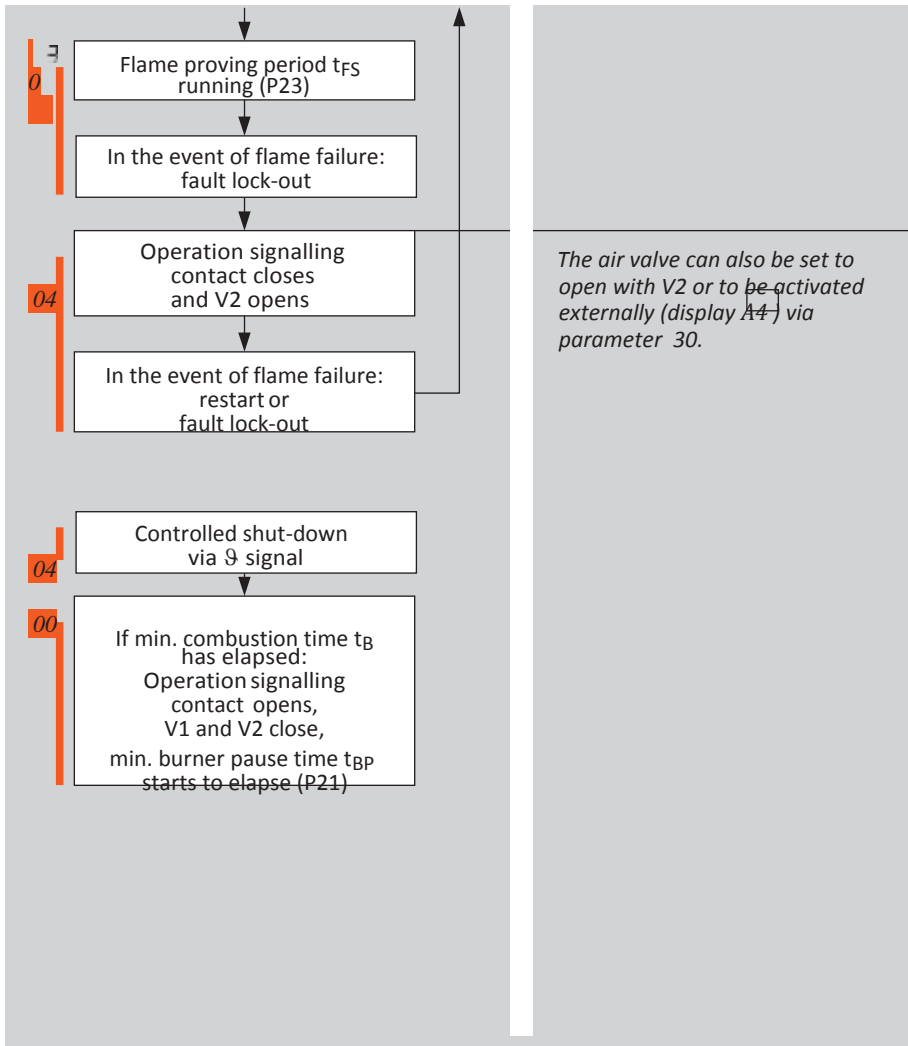 0
Flame proving period tFS
running (P23)
In the event of flame failure:
fault lock-out
04
Operation signalling
contact closes
and V2 opens
The air valve can also be set to
open with V2 or to be activated
externally (display A4 ) via
parameter 30.
In the event of flame failure:
restart or
fault lock-out
04
Controlled shut-down
via ϑ signal
00
If min. combustion time tB
has elapsed:
Operation signalling
contact opens,
V1 and V2 close,
min. burner pause time tBP
starts to elapse (P21)